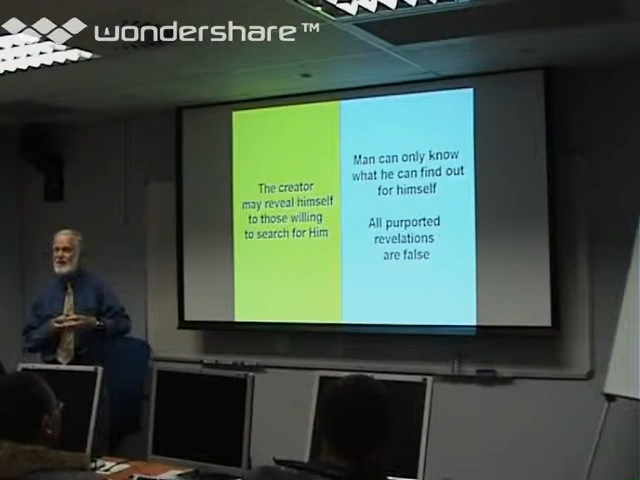 wondershare™
The creator
may reveal himself
to those willing
to search for Him
Man can only know
what he can find out
for himself
All purported
revelations
are false